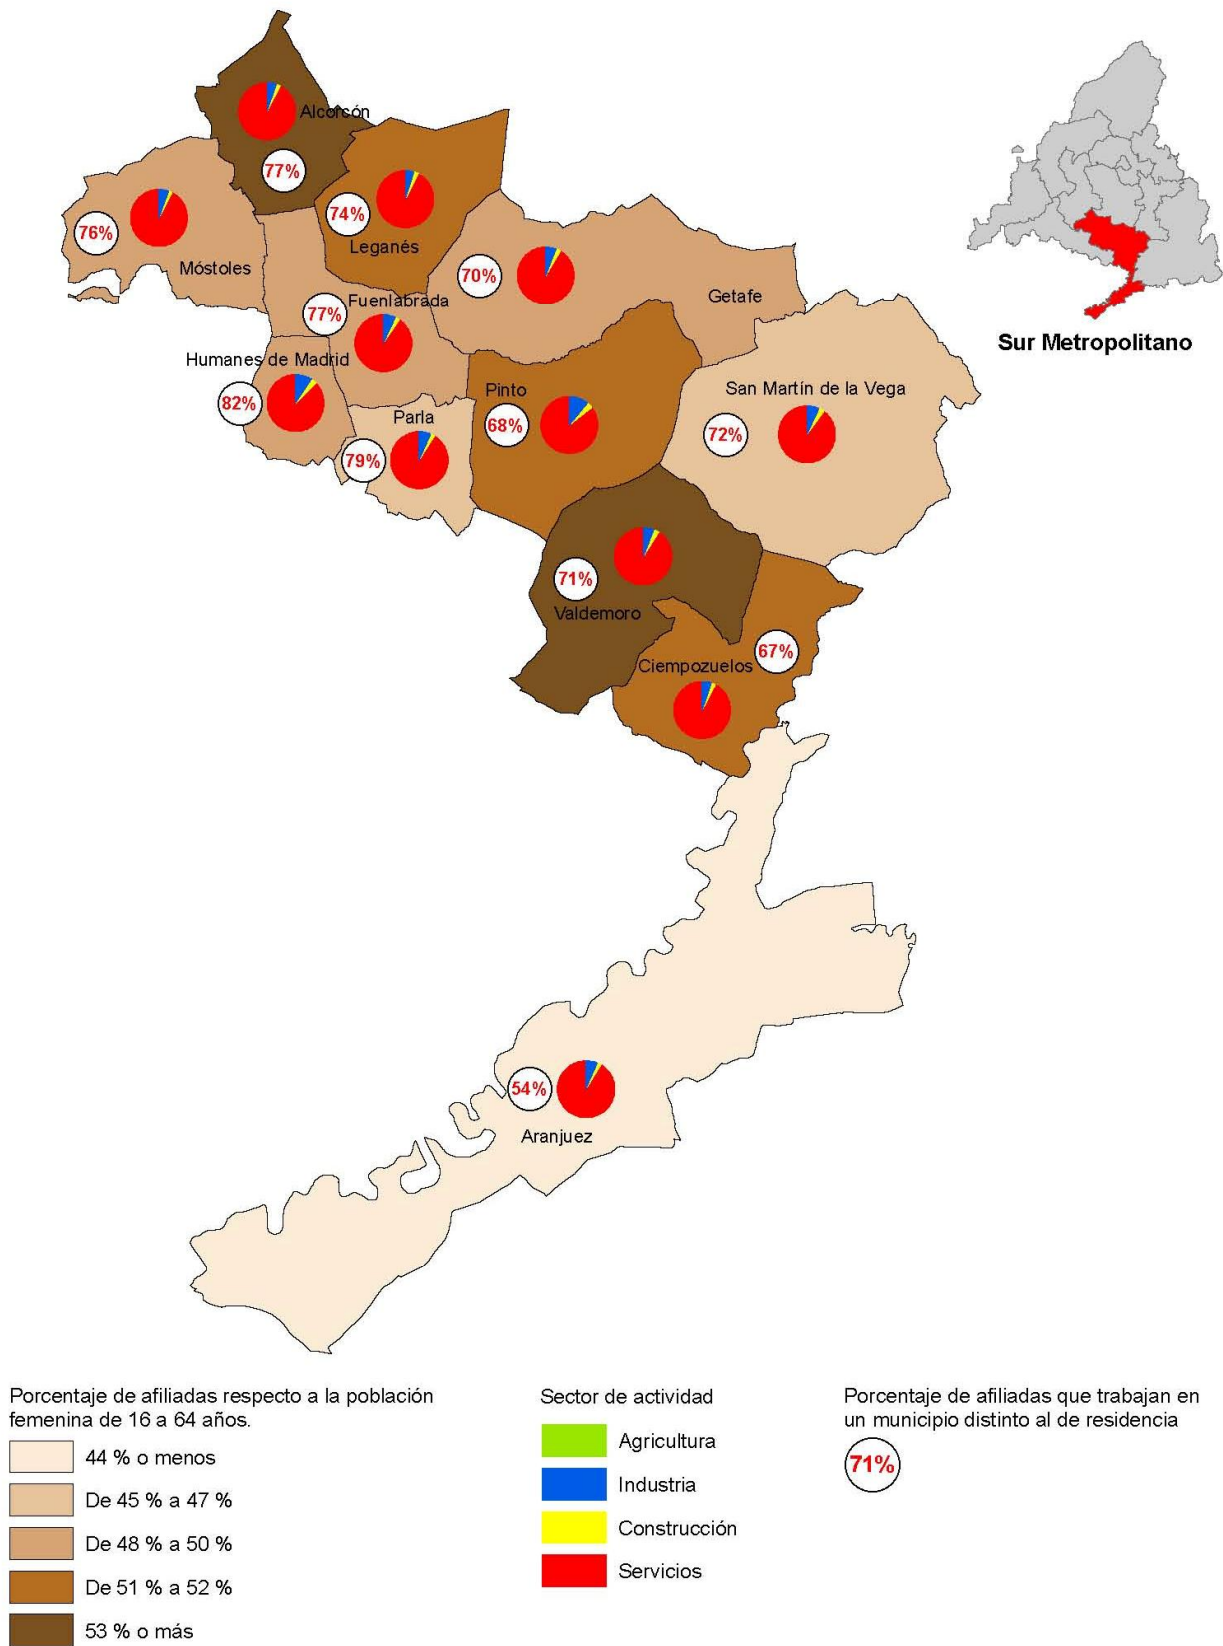 Alcorcón
77%
74%
Leganés
76%
Móstoles
70%
Getafe
Fuenlabrada
77%
Sur Metropolitano
Humanes de Madrid
82%
Parla
79%
Pinto
68%
San Martín de la Vega
72%
71%
Valdemoro
67%
Ciempozuelos
54%
Aranjuez
Porcentaje de afiliadas respecto a la población
femenina de 16 a 64 años.
44 % o menos
De 45 % a 47 %
De 48 % a 50 %
De 51 % a 52 %
53 % o más
Sector de actividad
Agricultura
Industria
Construcción
Servicios
Porcentaje de afiliadas que trabajan en
un municipio distinto al de residencia
71%